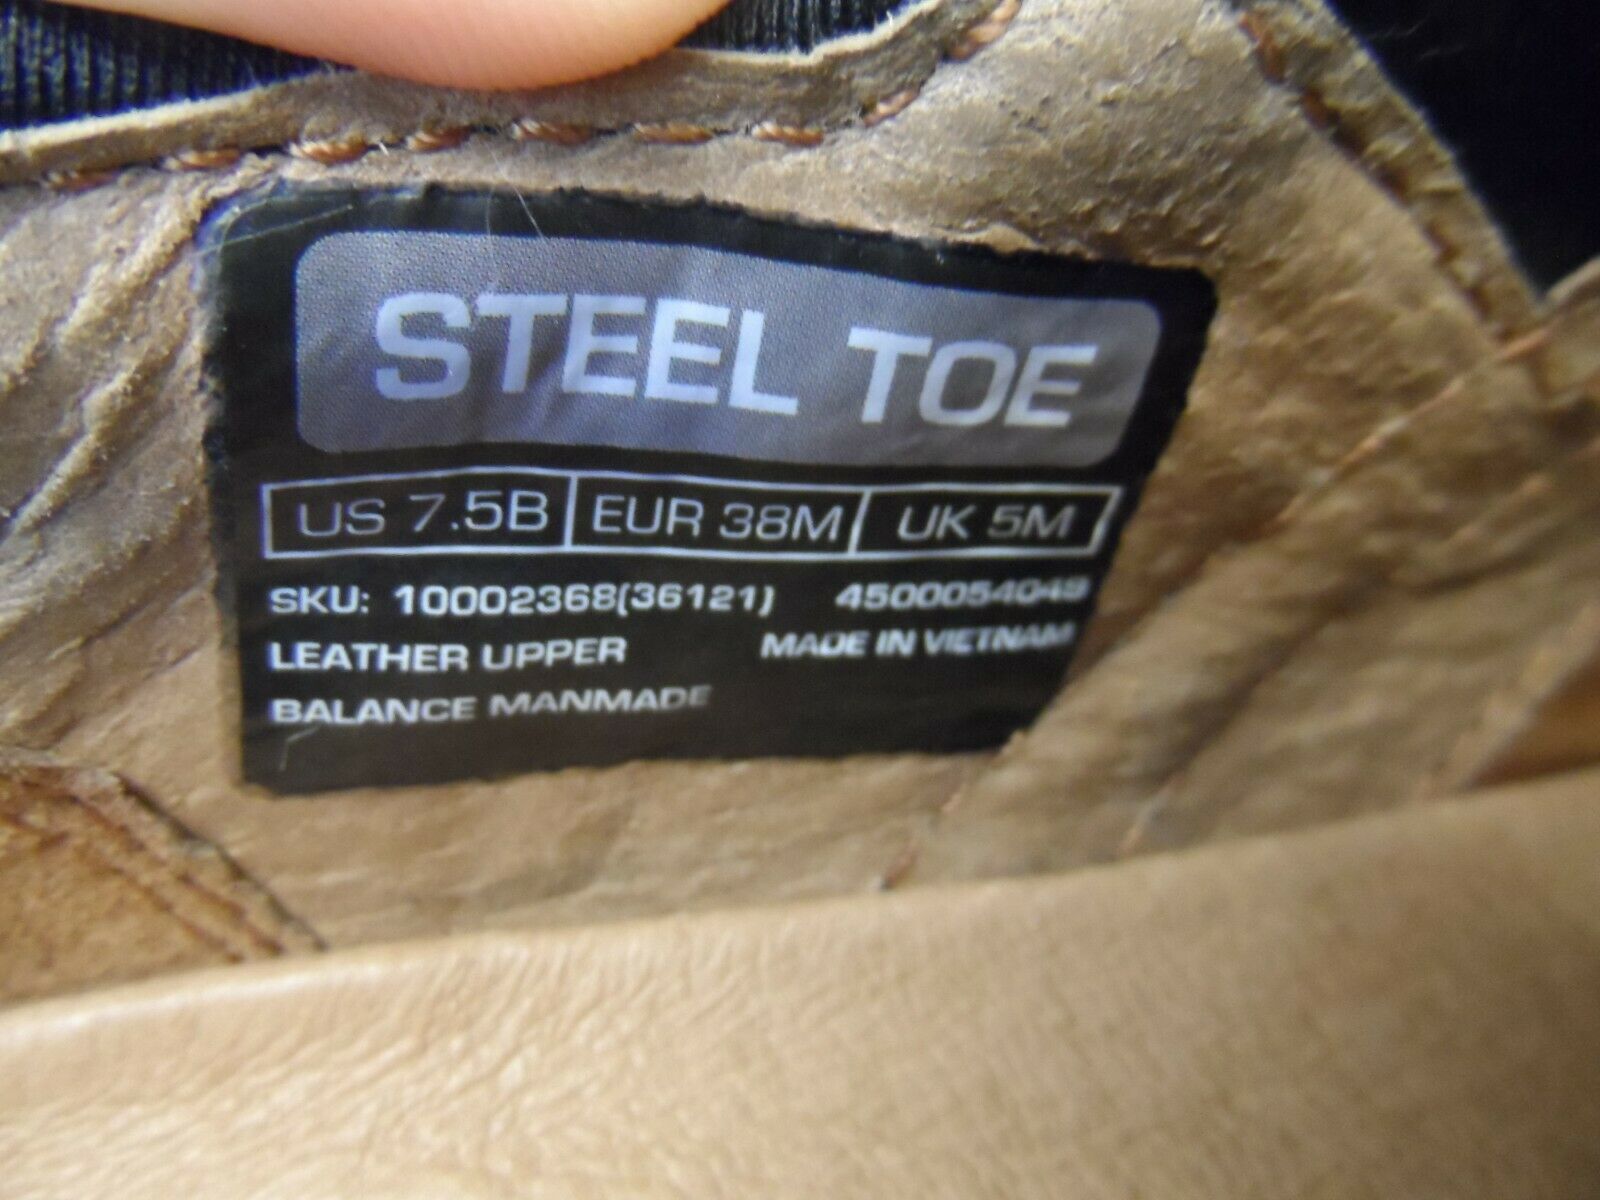 STEEL TOE
US 7.5B EUR 38M UK 5M
SKU: 10002368(36121) 4500054049
LEATHER UPPER MADE IN VIETNAM
BALANCE MANMADE